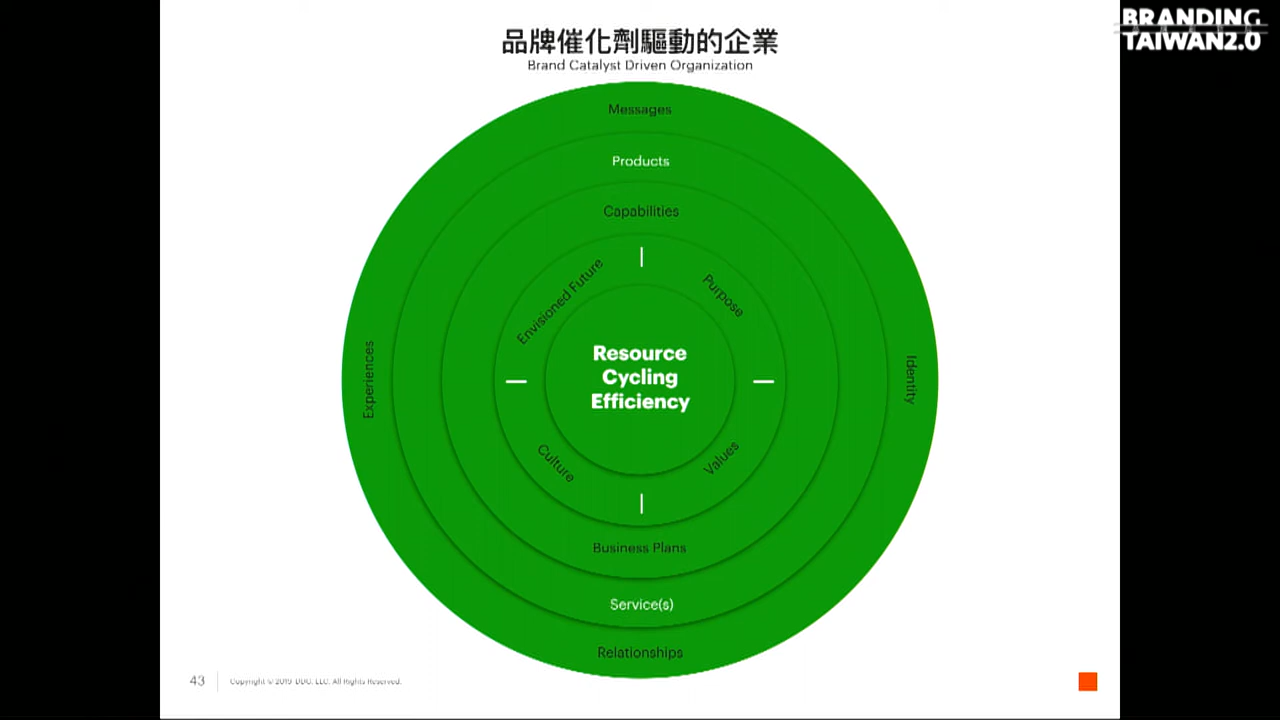 BRANDING
TAIWAN2.0
品牌催化劑驅動的企業
Brand Catalyst Driven Organization
Messages
Products
Capabilities
Envisioned Future
Purpose
Experiences
Resource
Cycling
Efficiency
Identity
Culture
Values
Business Plans
Service(s)
Relationships
43
Copyright © 2019 DDG, LLC. All Rights Reserved.